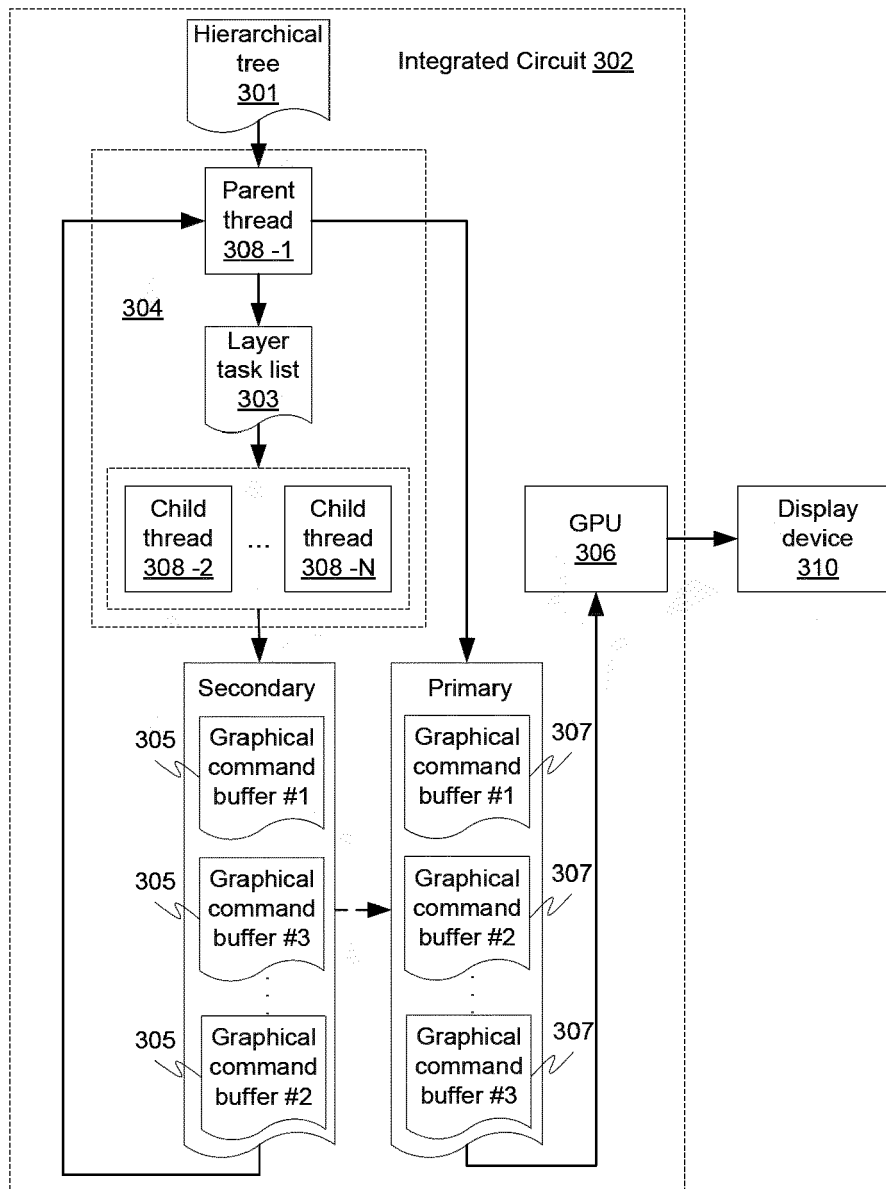 Hierarchical
tree
301
Integrated Circuit 302
Parent
thread
308 -1
304
Layer
task list
303
Child
thread
308 -2
...
Child
thread
308 -N
GPU
306
Display
device
310
Secondary
Primary
305
Graphical
command
buffer #1
307
Graphical
command
buffer #1
305
Graphical
command
buffer #3
307
Graphical
command
buffer #2
305
Graphical
command
buffer #2
307
Graphical
command
buffer #3